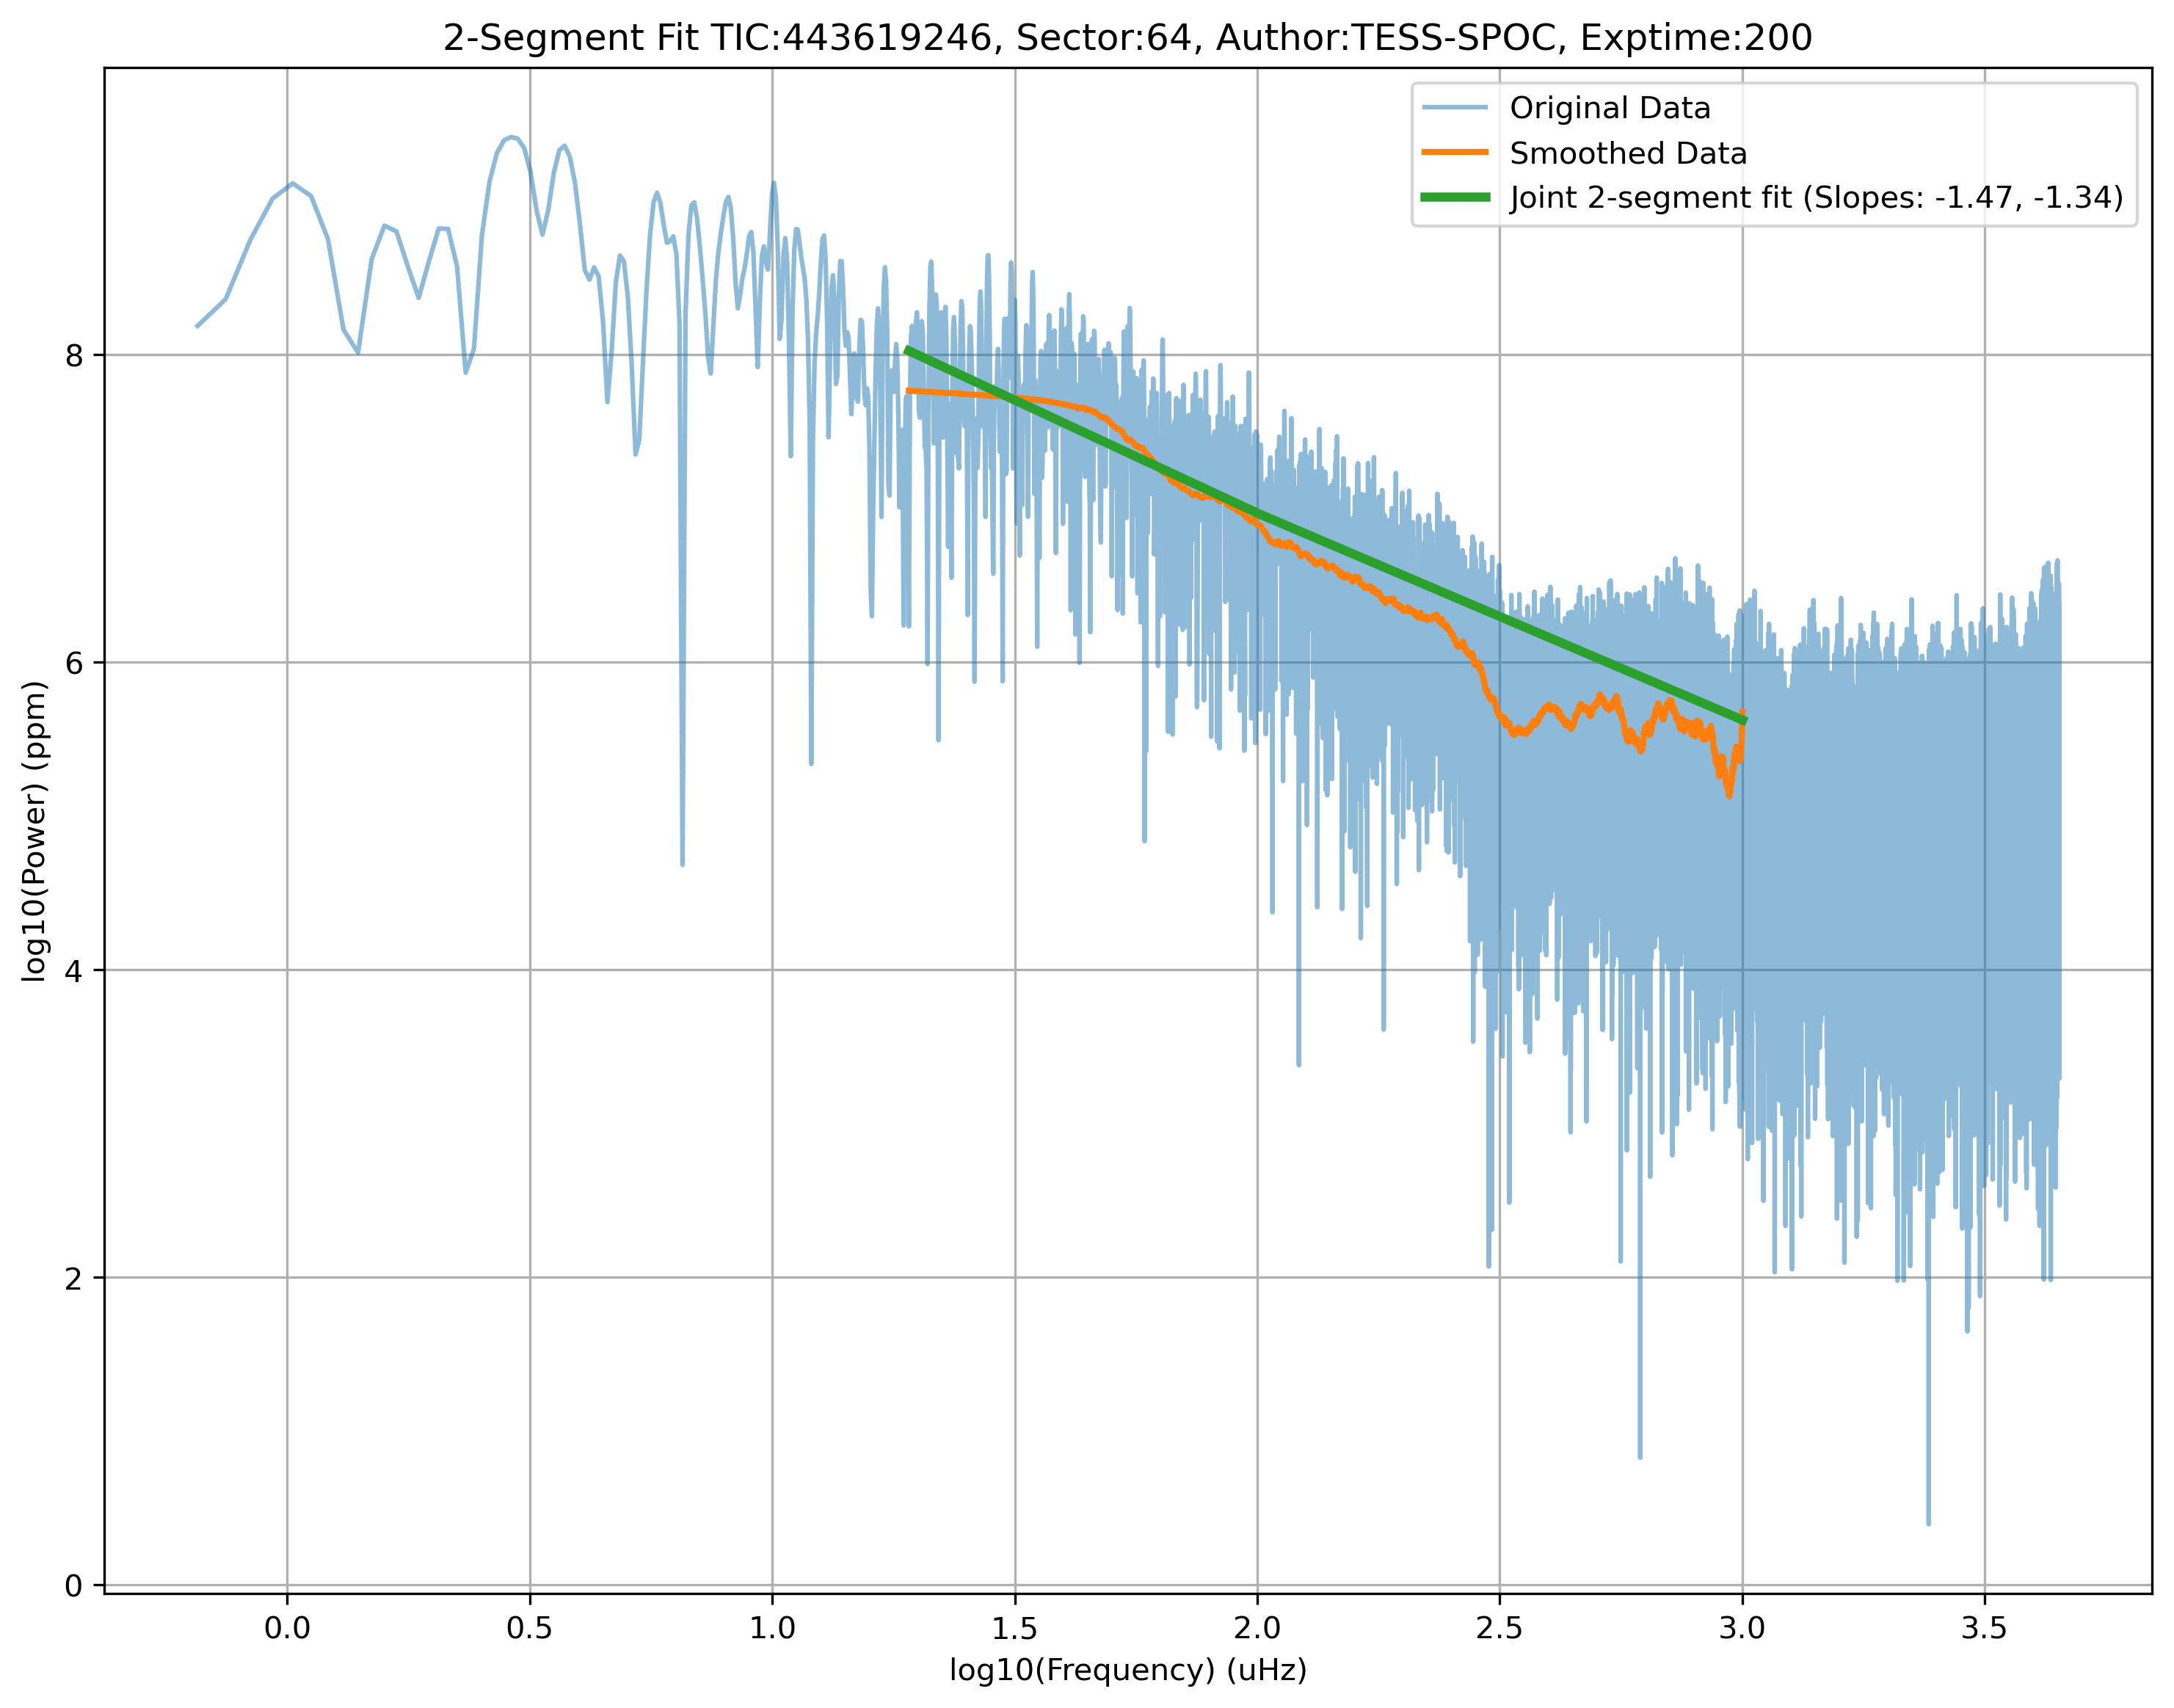 2-Segment Fit TIC:443619246, Sector:64, Author:TESS-SPOC, Exptime:200
Original Data
Smoothed Data
Joint 2-segment fit (Slopes: -1.47, -1.34)
log10(Power) (ppm)
8
6
4
2
0
0.0 0.5 1.0 1.5 2.0 2.5 3.0 3.5
log10(Frequency) (uHz)